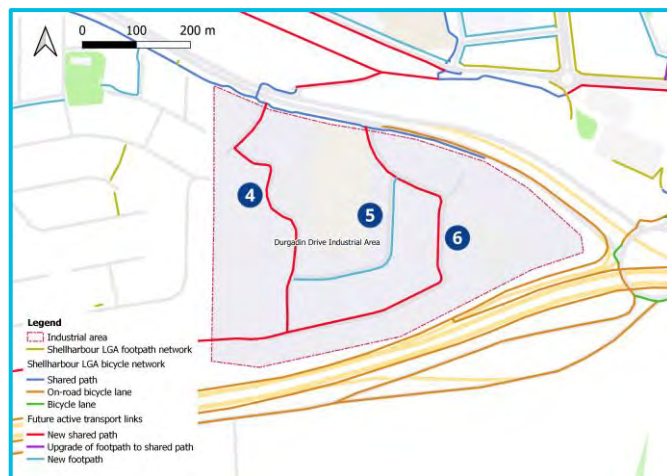 0 100 200 m
4
5
6
Durgadin Drive Industrial Area
Legend
Industrial area
Shellharbour LGA footpath network
Shellharbour LGA bicycle network
Shared path
On-road bicycle lane
Bicycle lane
Future active transport links
New shared path
Upgrade of footpath to shared path
New footpath